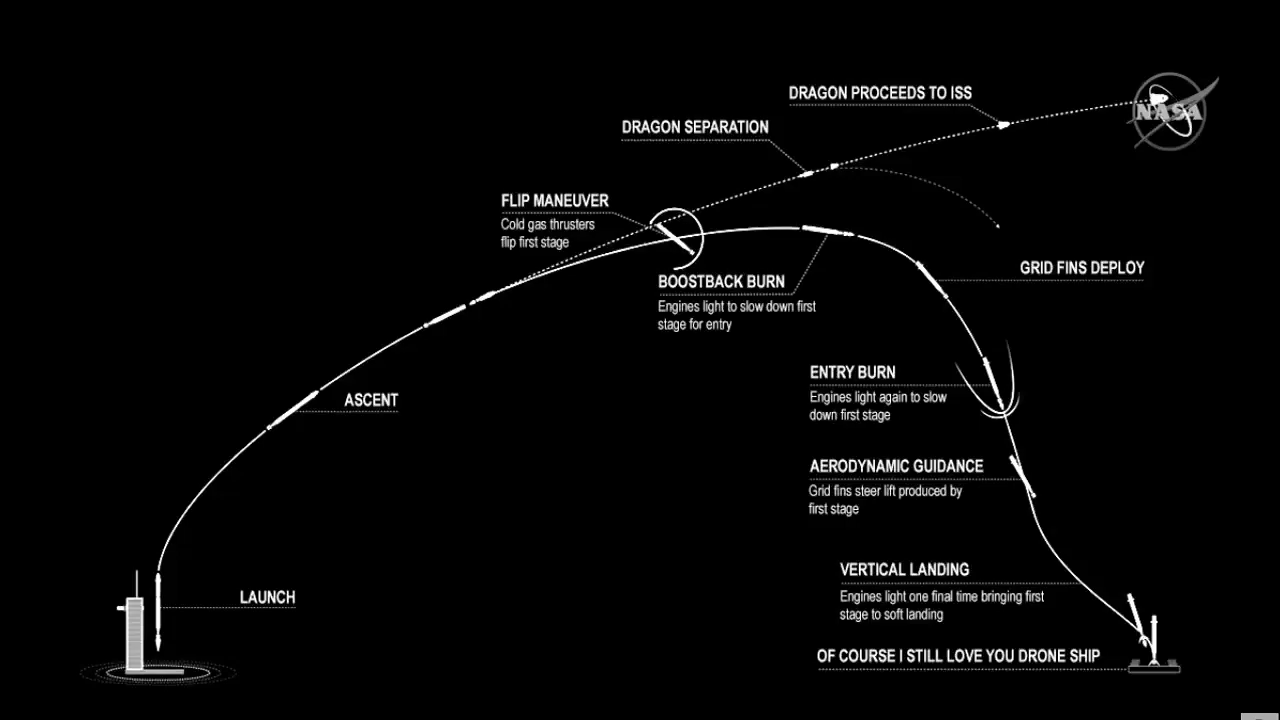 DRAGON PROCEEDS TO ISS
NASA
DRAGON SEPARATION
FLIP MANEUVER
Cold gas thrusters
flip first stage
BOOSTBACK BURN
Engines light to slow down first
stage for entry
GRID FINS DEPLOY
ENTRY BURN
Engines light again to slow
down first stage
ASCENT
AERODYNAMIC GUIDANCE
Grid fins steer lift produced by
first stage
VERTICAL LANDING
Engines light one final time bringing first
stage to soft landing
LAUNCH
OF COURSE I STILL LOVE YOU DRONE SHIP